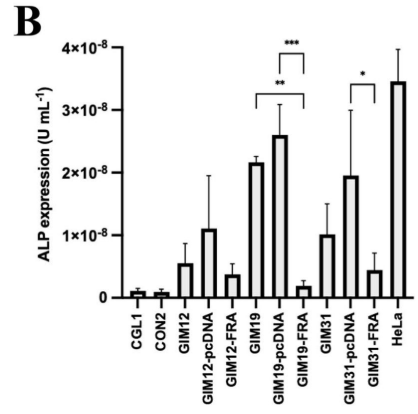 B
ALP expression (U mL⁻¹)
4×10⁻⁸
3×10⁻⁸
2×10⁻⁸
1×10⁻⁸
0
***
**
*
CGL1
CON2
GIM12
GIM12-pcDNA
GIM12-FRA
GIM19
GIM19-pcDNA
GIM19-FRA
GIM31
GIM31-pcDNA
GIM31-FRA
HeLa